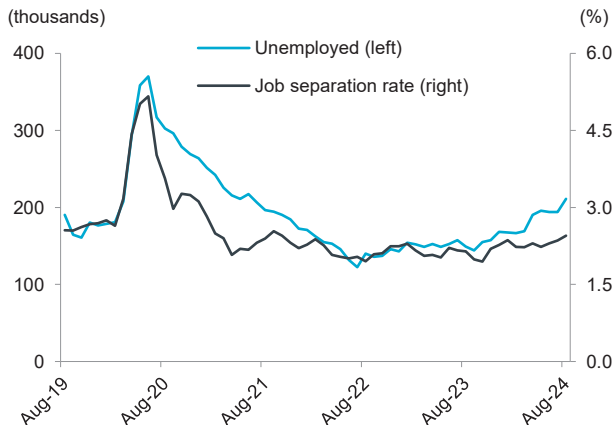 (thousands) (%)
400 6.0
Unemployed (left)
Job separation rate (right)
300 4.5
200 3.0
100 1.5
0 0.0
Aug-19 Aug-20 Aug-21 Aug-22 Aug-23 Aug-24